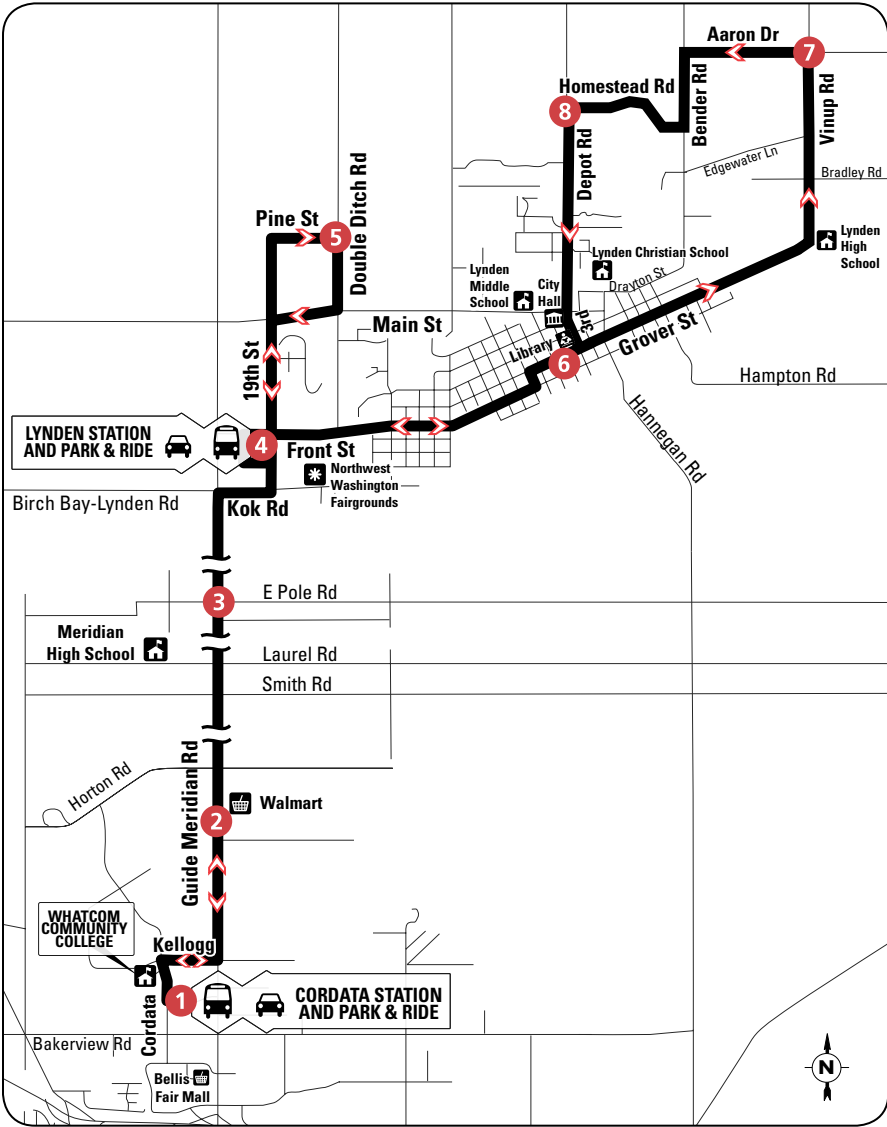 Aaron Dr
7
Homestead Rd
8
Bender Rd
Vinup Rd
Depot Rd
Edgewater Ln
Bradley Rd
Double Ditch Rd
Pine St
5
Lynden
High
School
Lynden Christian School
Lynden
Middle
School
City
Hall
Drayton St
3rd
Main St
Library
Grover St
6
19th St
Hampton Rd
Hannegan Rd
LYNDEN STATION
AND PARK & RIDE
4
Front St
Northwest
Washington
Fairgrounds
Birch Bay-Lynden Rd
Kok Rd
3
E Pole Rd
Meridian
High School
Laurel Rd
Smith Rd
Guide Meridian Rd
Horton Rd
2
Walmart
WHATCOM
COMMUNITY
COLLEGE
Kellogg
1
CORDATA STATION
AND PARK & RIDE
Cordata
Bakerview Rd
Bellis
Fair Mall
N